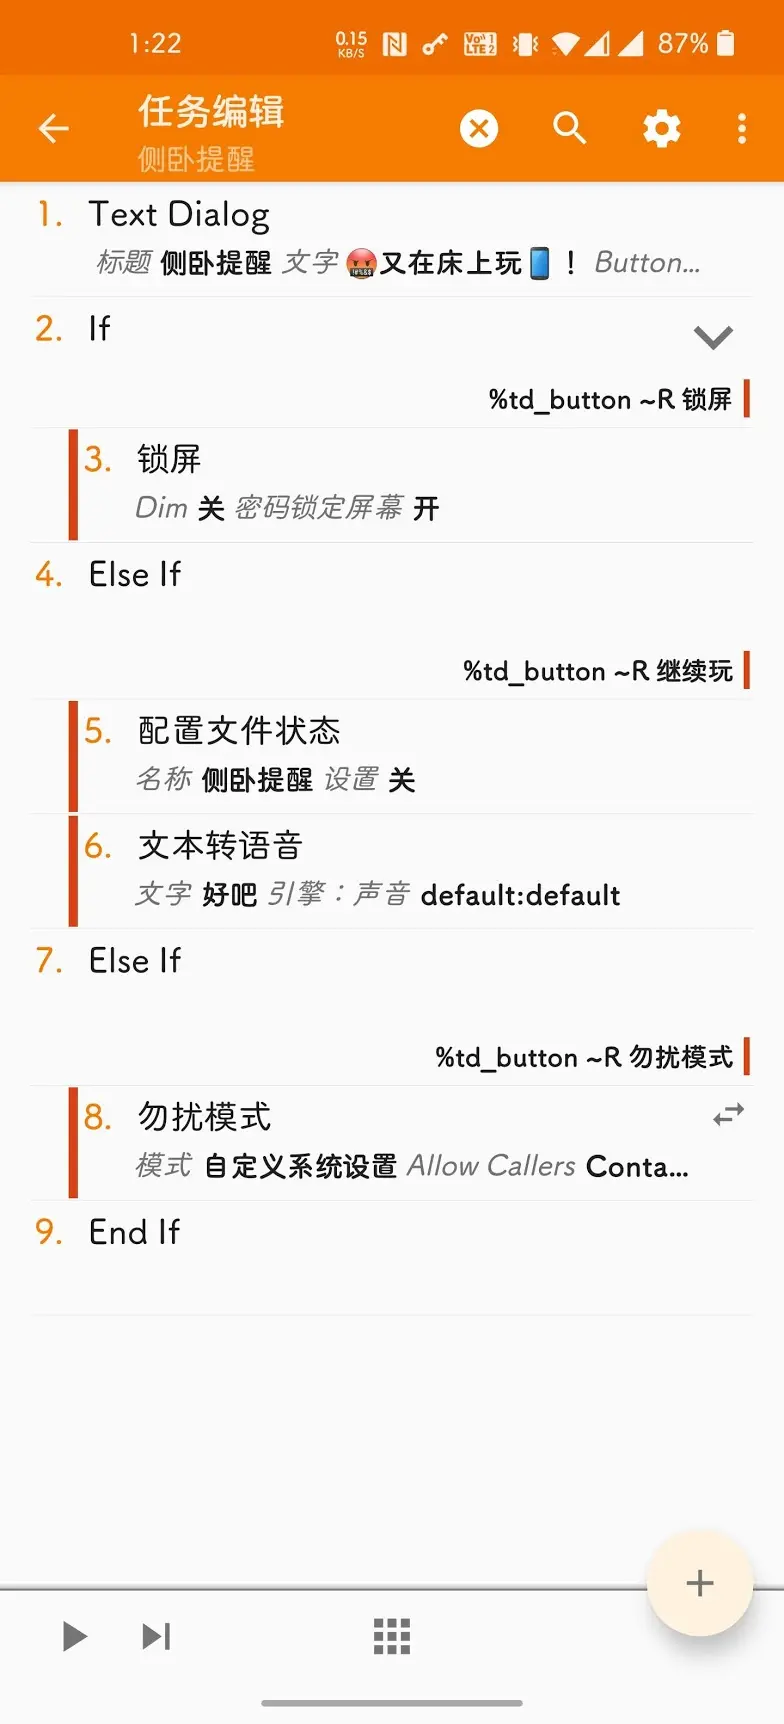 1:22 0.15 KB/S Vo 1 LTE 2 87%
任务编辑
侧卧提醒
1. Text Dialog
标题 侧卧提醒 文字 🤬又在床上玩📱！ Button...
2. If
%td_button ~R 锁屏
3. 锁屏
Dim 关 密码锁定屏幕 开
4. Else If
%td_button ~R 继续玩
5. 配置文件状态
名称 侧卧提醒 设置 关
6. 文本转语音
文字 好吧 引擎：声音 default:default
7. Else If
%td_button ~R 勿扰模式
8. 勿扰模式
模式 自定义系统设置 Allow Callers Conta...
9. End If